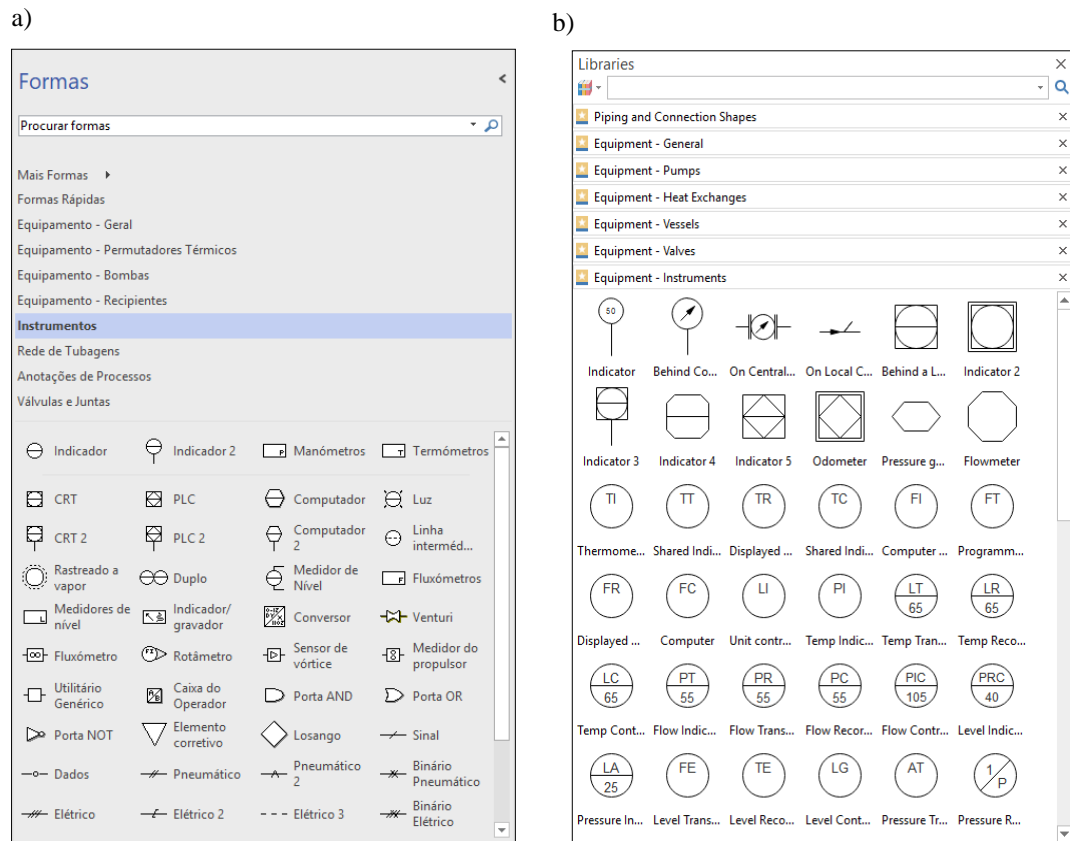 a)
b)
Formas
Procurar formas
Mais Formas
Formas Rápidas
Equipamento - Geral
Equipamento - Permutadores Térmicos
Equipamento - Bombas
Equipamento - Recipientes
Instrumentos
Rede de Tubagens
Anotações de Processos
Válvulas e Juntas
Indicador
Indicador 2
P
Manómetros
T
Termómetros
CRT
PLC
Computador
Luz
CRT 2
PLC 2
Computador
2
Linha
interméd...
Rastreado a
vapor
Duplo
Medidor de
Nível
F
Fluxómetros
L
Medidores de
nível
Indicador/
gravador
Conversor
Venturi
Fluxómetro
Rotâmetro
Sensor de
vórtice
8
Medidor do
propulsor
Utilitário
Genérico
Caixa do
Operador
Porta AND
Porta OR
Porta NOT
Elemento
corretivo
Losango
Sinal
Dados
Pneumático
Pneumático
2
Binário
Pneumático
Elétrico
Elétrico 2
Elétrico 3
Binário
Elétrico
Libraries
Piping and Connection Shapes
Equipment - General
Equipment - Pumps
Equipment - Heat Exchanges
Equipment - Vessels
Equipment - Valves
Equipment - Instruments
50
Indicator Behind Co... On Central... On Local C... Behind a L... Indicator 2
Indicator 3 Indicator 4 Indicator 5 Odometer Pressure g... Flowmeter
TI TT TR TC FI FT
Thermome... Shared Indi... Displayed ... Shared Indi... Computer ... Programm...
FR FC LI PI LT LR
65 65
Displayed ... Computer Unit contr... Temp Indic... Temp Tran... Temp Reco...
LC PT PR PC PIC PRC
65 55 55 55 105 40
Temp Cont... Flow Indic... Flow Trans... Flow Recor... Flow Contr... Level Indic...
LA FE TE LG AT 1
25 P
Pressure In... Level Trans... Level Reco... Level Cont... Pressure Tr... Pressure R...